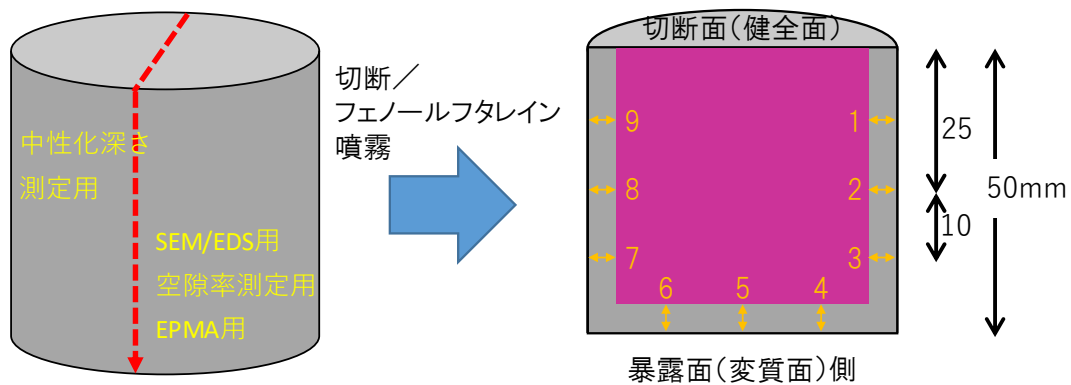 中性化深さ
測定用
SEM/EDS用
空隙率測定用
EPMA用
切断／
フェノールフタレイン
噴霧
切断面(健全面)
9
1
8
2
7
3
6
5
4
25
10
50mm
暴露面(変質面)側